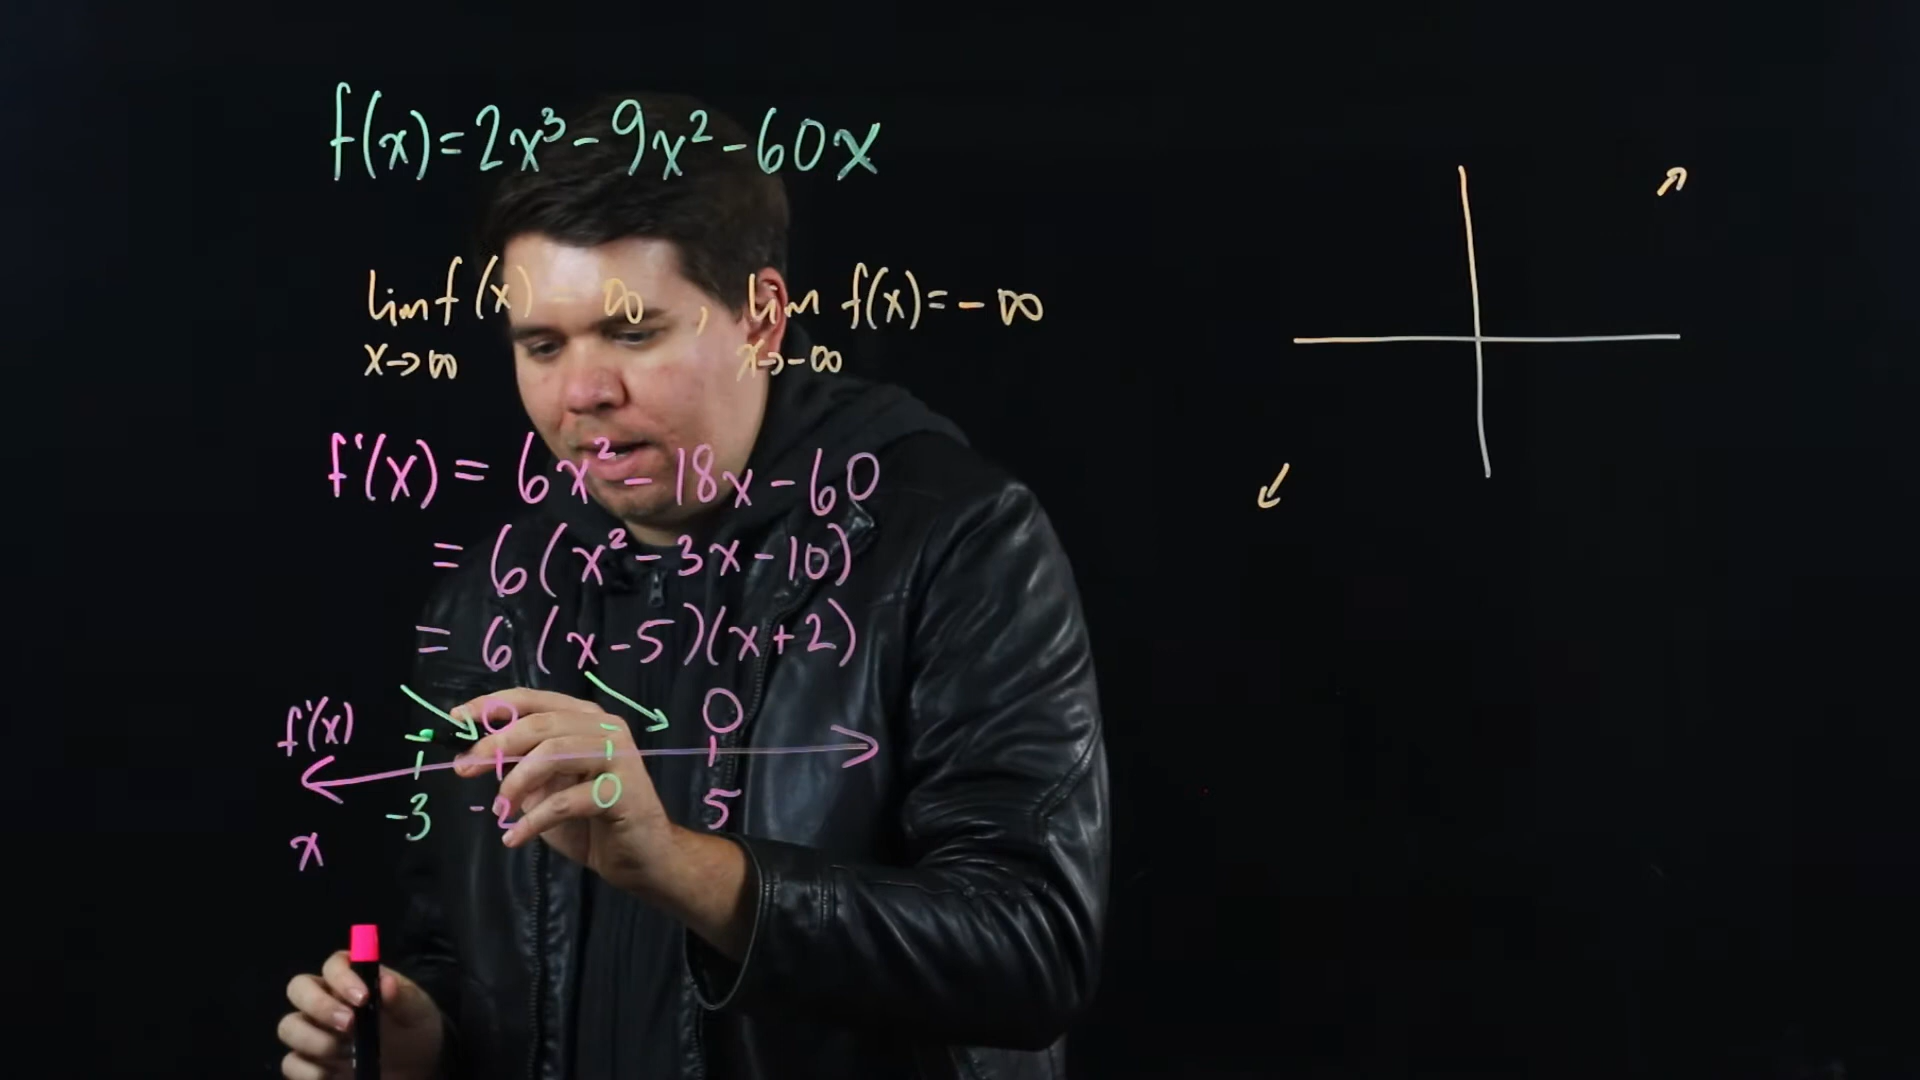 f(x)=2x³-9x²-60x
lim f(x) = ∞, lim f(x)=-∞
x→∞ x→-∞
f'(x) = 6x²-18x-60
= 6(x²-3x-10)
= 6(x-5)(x+2)
f'(x) - 0 - 0
-3 -2 0 5
x